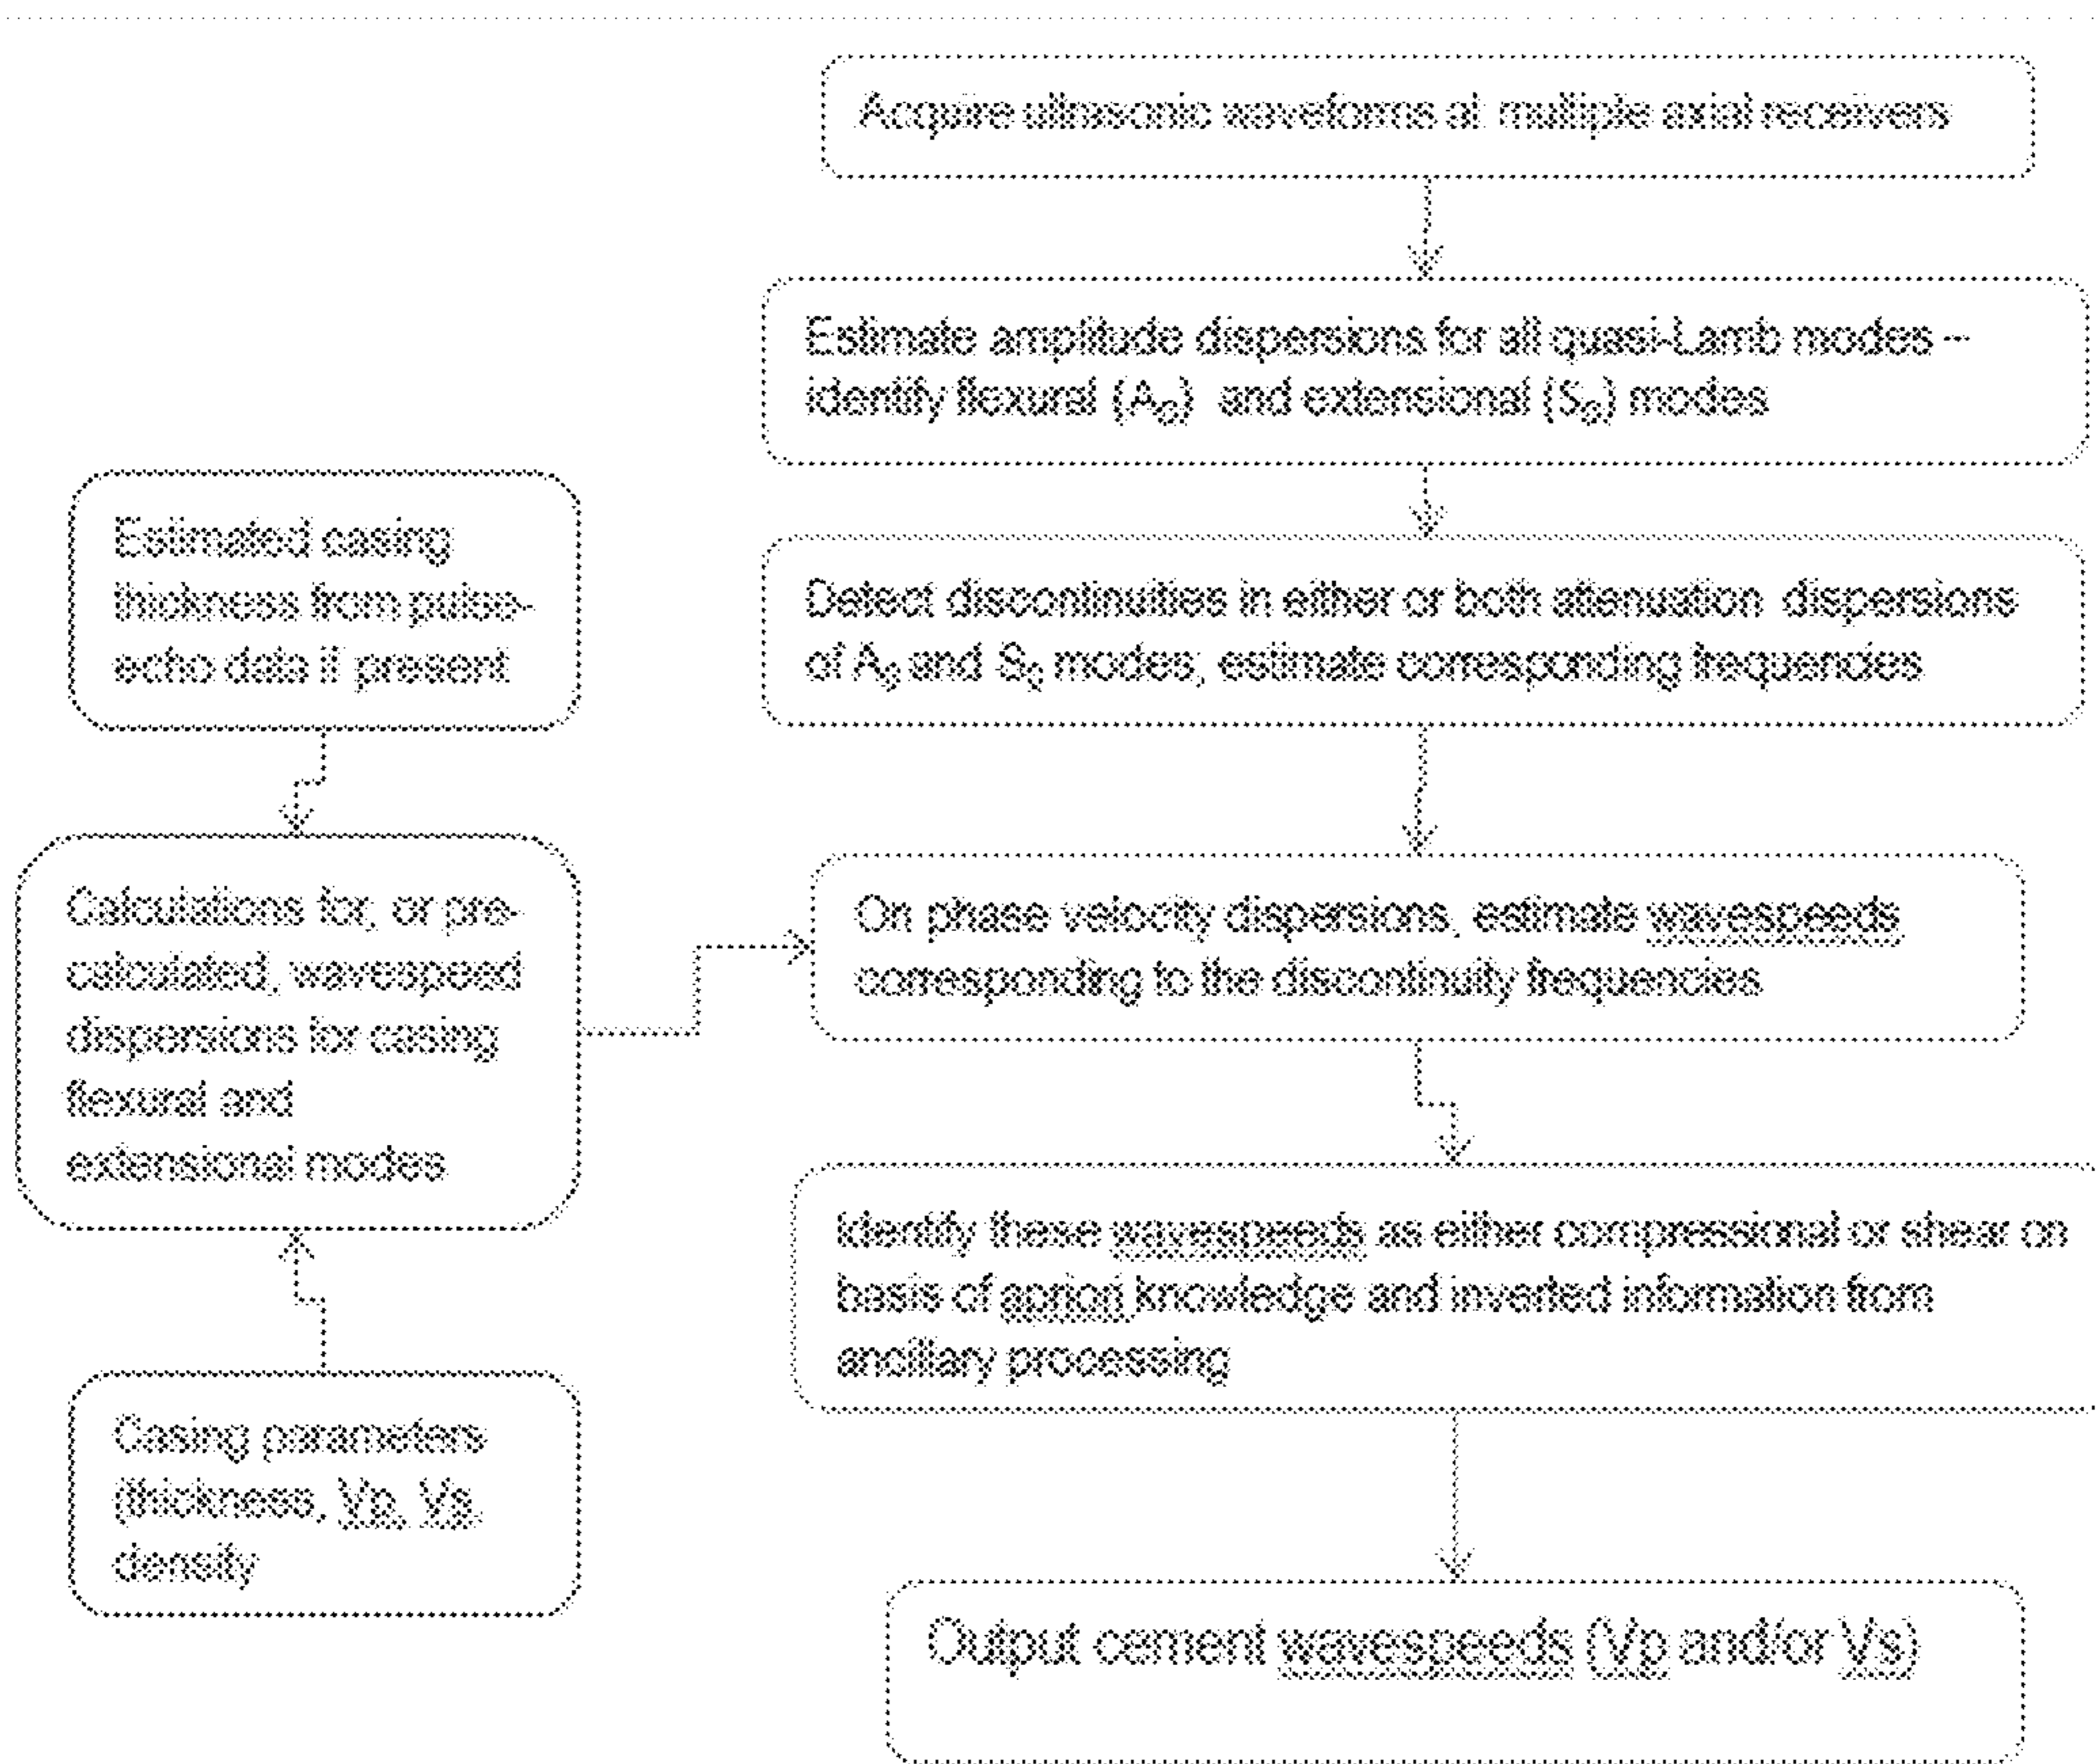 Acquire ultrasonic waveforms at multiple axial receivers
Estimate amplitude dispersions for all quasi-Lamb modes –
identify flexural (A0) and extensional (S0) modes
Detect discontinuities in either or both attenuation dispersions
of A0 and S0 modes; estimate corresponding frequencies
Estimated casing
thickness from pulse-
echo data if present
Calculations for, or pre-
calculated, wavespeed
dispersions for casing
flexural and
extensional modes
Casing parameters
(thickness, Vp, Vs,
density
On phase velocity dispersions, estimate wavespeeds
corresponding to the discontinuity frequencies
Identify these wavespeeds as either compressional or shear on
basis of apriori knowledge and inverted information from
ancillary processing
Output cement wavespeeds (Vp and/or Vs)